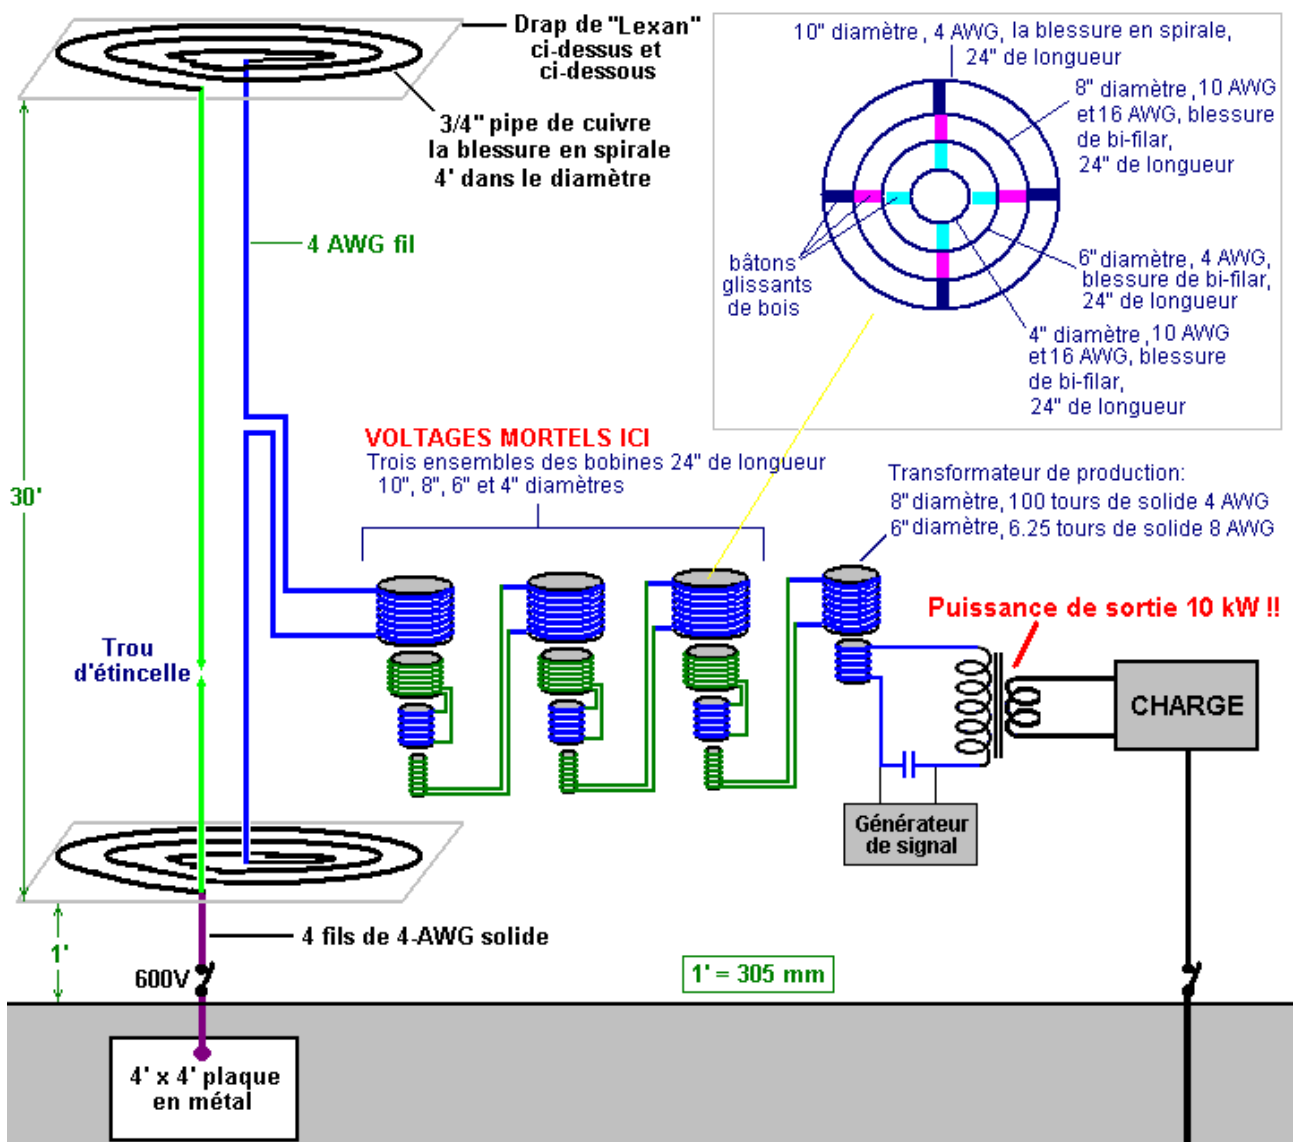 Drap de "Lexan"
ci-dessus et
ci-dessous
3/4" pipe de cuivre
la blessure en spirale
4' dans le diamètre
4 AWG fil
10" diamètre, 4 AWG, la blessure en spirale,
24" de longueur
8" diamètre, 10 AWG
et 16 AWG, blessure
de bi-filar,
24" de longueur
6" diamètre, 4 AWG,
blessure de bi-filar,
24" de longueur
bâtons
glissants
de bois
4" diamètre, 10 AWG
et 16 AWG, blessure
de bi-filar,
24" de longueur
VOLTAGES MORTELS ICI
Trois ensembles des bobines 24" de longueur
10", 8", 6" et 4" diamètres
Transformateur de production:
8" diamètre, 100 tours de solide 4 AWG
6" diamètre, 6.25 tours de solide 8 AWG
30'
Puissance de sortie 10 kW !!
Trou
d'étincelle
CHARGE
Générateur
de signal
4 fils de 4-AWG solide
1'
600V
1' = 305 mm
4' x 4' plaque
en métal